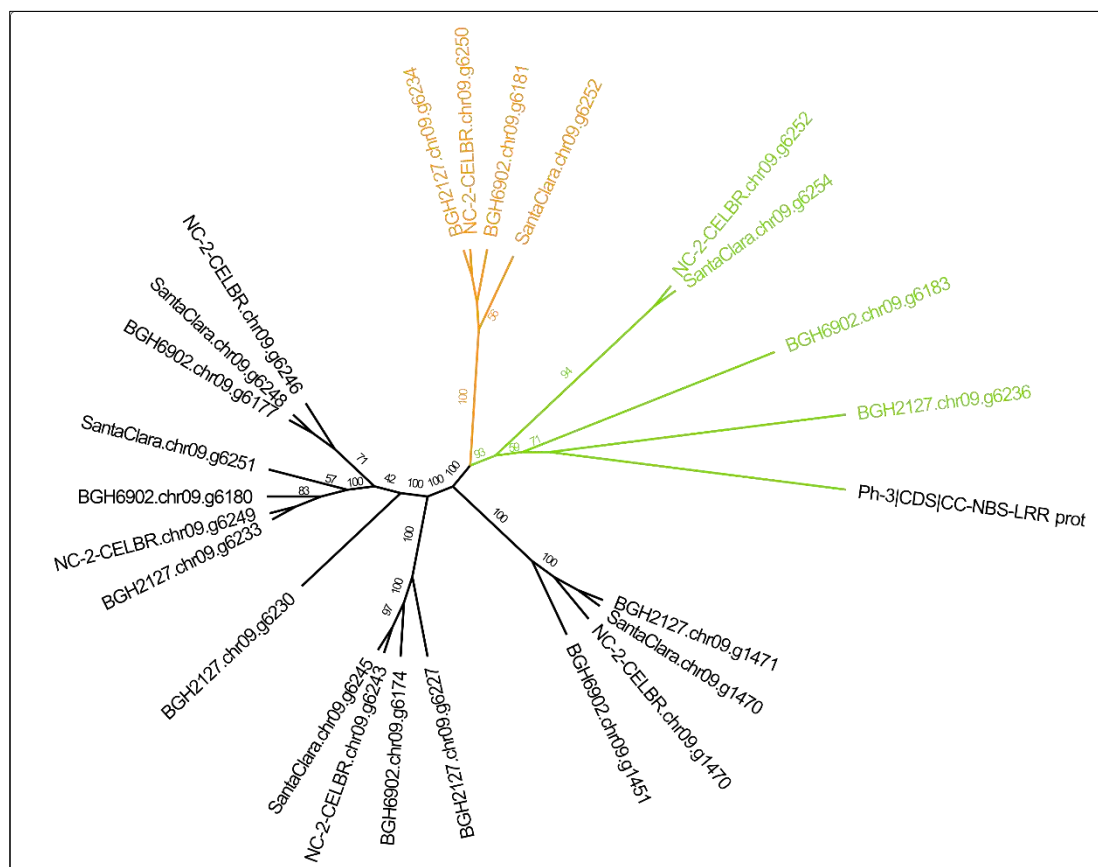 BGH2127.chr09.g6234
NC-2-CELBR.chr09.g6250
BGH6902.chr09.g6181
SantaClara.chr09.g6252
NC-2-CELBR.chr09.g6252
SantaClara.chr09.g6254
BGH6902.chr09.g6183
BGH2127.chr09.g6236
Ph-3|CDS|CC-NBS-LRR prot
BGH2127.chr09.g1471
SantaClara.chr09.g1470
NC-2-CELBR.chr09.g1470
BGH6902.chr09.g1451
BGH2127.chr09.g6227
BGH6902.chr09.g6174
NC-2-CELBR.chr09.g6243
SantaClara.chr09.g6245
BGH2127.chr09.g6230
BGH2127.chr09.g6233
NC-2-CELBR.chr09.g6249
BGH6902.chr09.g6180
SantaClara.chr09.g6251
BGH6902.chr09.g6177
SantaClara.chr09.g6248
NC-2-CELBR.chr09.g6246
56
100
94
93
59
71
100
100
100
42
100
100
100
100
97
71
100
57
83